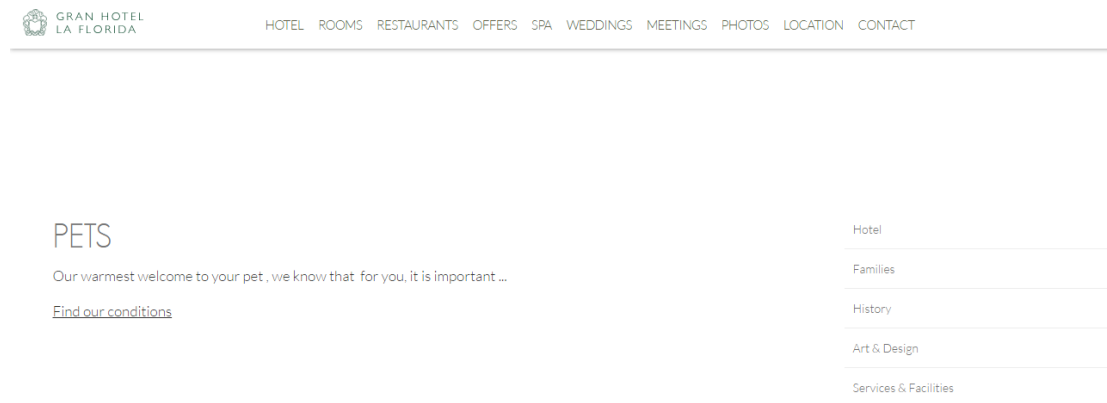 GRAN HOTEL
LA FLORIDA
HOTEL ROOMS RESTAURANTS OFFERS SPA WEDDINGS MEETINGS PHOTOS LOCATION CONTACT
PETS
Our warmest welcome to your pet , we know that  for you, it is important ...
Find our conditions
Hotel
Families
History
Art & Design
Services & Facilities